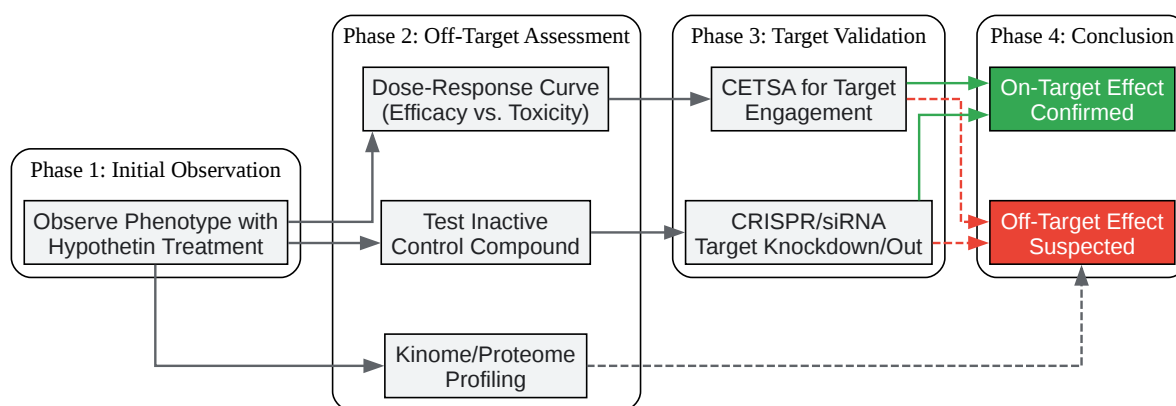 Phase 1: Initial Observation
Observe Phenotype with
Hypothetin Treatment
Phase 2: Off-Target Assessment
Dose-Response Curve
(Efficacy vs. Toxicity)
Test Inactive
Control Compound
Kinome/Proteome
Profiling
Phase 3: Target Validation
CETSA for Target
Engagement
CRISPR/siRNA
Target Knockdown/Out
Phase 4: Conclusion
On-Target Effect
Confirmed
Off-Target Effect
Suspected